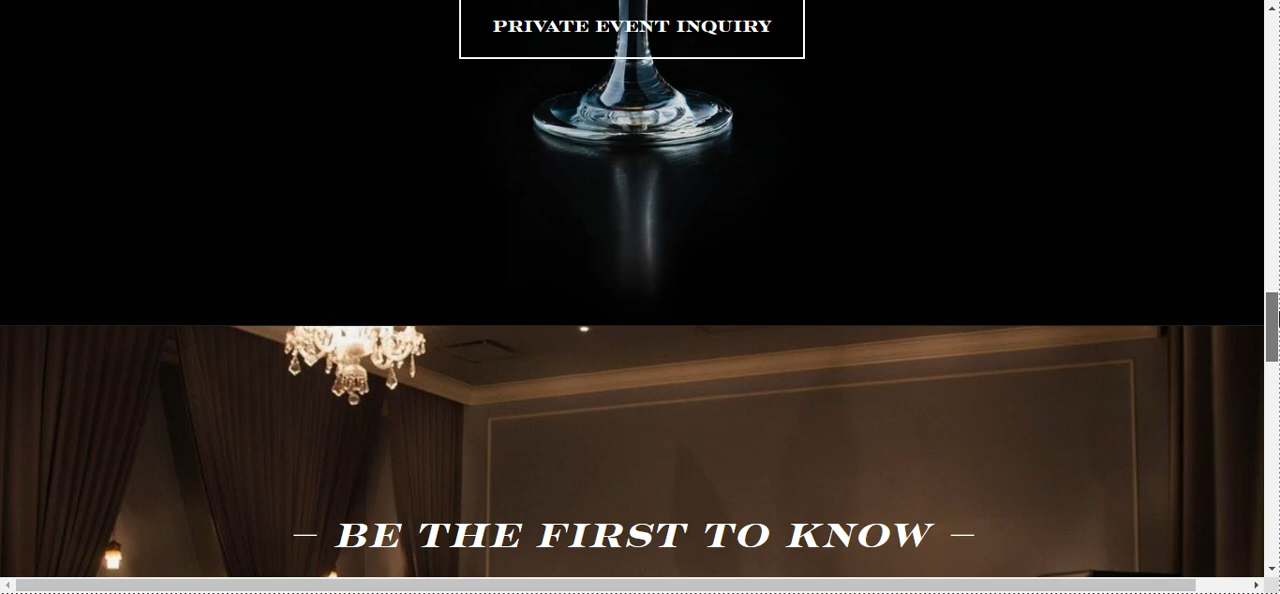 PRIVATE EVENT INQUIRY
— BE THE FIRST TO KNOW —